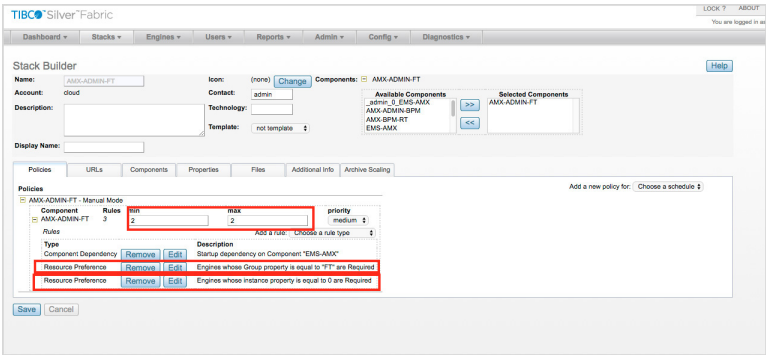 LOCK ? ABOUT
TIBCO Silver Fabric
You are logged in as
Dashboard Stacks Engines Users Reports Admin Config Diagnostics
Stack Builder Help
Name: AMX-ADMIN-FT Icon: (none) Change Components: AMX-ADMIN-FT
Account: cloud Contact: admin Available Components Selected Components
_admin_0_EMS-AMX >> AMX-ADMIN-FT
Description: Technology: AMX-ADMIN-BPM
AMX-BPM-RT <<
Template: not template EMS-AMX
Display Name:
Policies URLs Components Properties Files Additional Info Archive Scaling
Policies Add a new policy for: Choose a schedule
AMX-ADMIN-FT - Manual Mode
Component Rules min max priority
AMX-ADMIN-FT 3 2 2 medium
Rules Add a rule: Choose a rule type
Type Description
Component Dependency Remove Edit Startup dependency on Component "EMS-AMX"
Resource Preference Remove Edit Engines whose Group property is equal to "FT" are Required
Resource Preference Remove Edit Engines whose instance property is equal to 0 are Required
Save Cancel